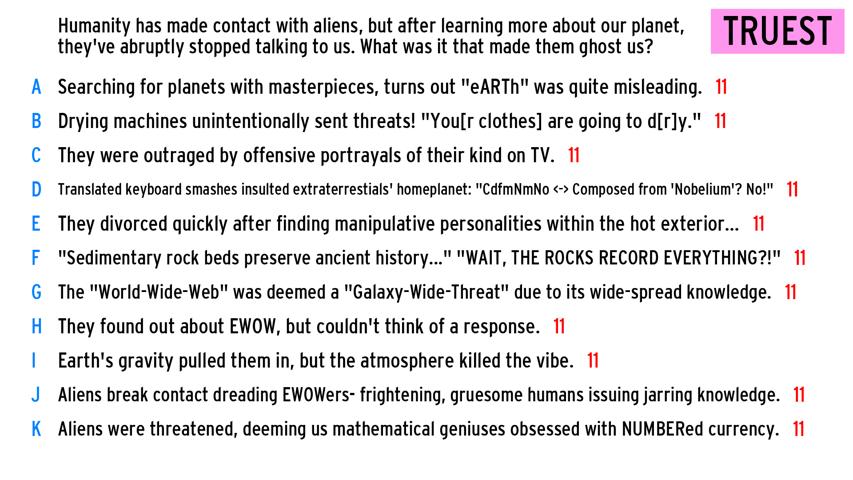 Humanity has made contact with aliens, but after learning more about our planet,
they've abruptly stopped talking to us. What was it that made them ghost us?
TRUEST
A Searching for planets with masterpieces, turns out "eARTh" was quite misleading. 11
B Drying machines unintentionally sent threats! "You[r clothes] are going to d[r]y." 11
C They were outraged by offensive portrayals of their kind on TV. 11
D Translated keyboard smashes insulted extraterrestials' homeplanet: "CdfmNmNo <-> Composed from 'Nobelium'? No!" 11
E They divorced quickly after finding manipulative personalities within the hot exterior... 11
F "Sedimentary rock beds preserve ancient history..." "WAIT, THE ROCKS RECORD EVERYTHING?!" 11
G The "World-Wide-Web" was deemed a "Galaxy-Wide-Threat" due to its wide-spread knowledge. 11
H They found out about EWOW, but couldn't think of a response. 11
I Earth's gravity pulled them in, but the atmosphere killed the vibe. 11
J Aliens break contact dreading EWOWers- frightening, gruesome humans issuing jarring knowledge. 11
K Aliens were threatened, deeming us mathematical geniuses obsessed with NUMBERed currency. 11